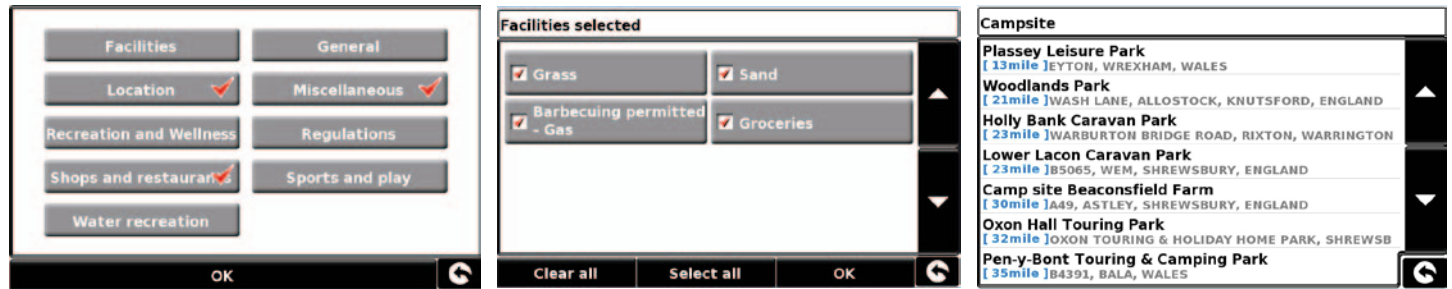 Facilities
General
Location
Miscellaneous
Recreation and Wellness
Regulations
Shops and restaurants
Sports and play
Water recreation
OK
Facilities selected
Grass
Sand
Barbecuing permitted
- Gas
Groceries
Clear all
Select all
OK
Campsite
Plassey Leisure Park
[ 13mile ]EYTON, WREXHAM, WALES
Woodlands Park
[ 21mile ]WASH LANE, ALLOSTOCK, KNUTSFORD, ENGLAND
Holly Bank Caravan Park
[ 23mile ]WARBURTON BRIDGE ROAD, RIXTON, WARRINGTON
Lower Lacon Caravan Park
[ 23mile ]B5065, WEM, SHREWSBURY, ENGLAND
Camp site Beaconsfield Farm
[ 30mile ]A49, ASTLEY, SHREWSBURY, ENGLAND
Oxon Hall Touring Park
[ 32mile ]OXON TOURING & HOLIDAY HOME PARK, SHREWSB
Pen-y-Bont Touring & Camping Park
[ 35mile ]B4391, BALA, WALES